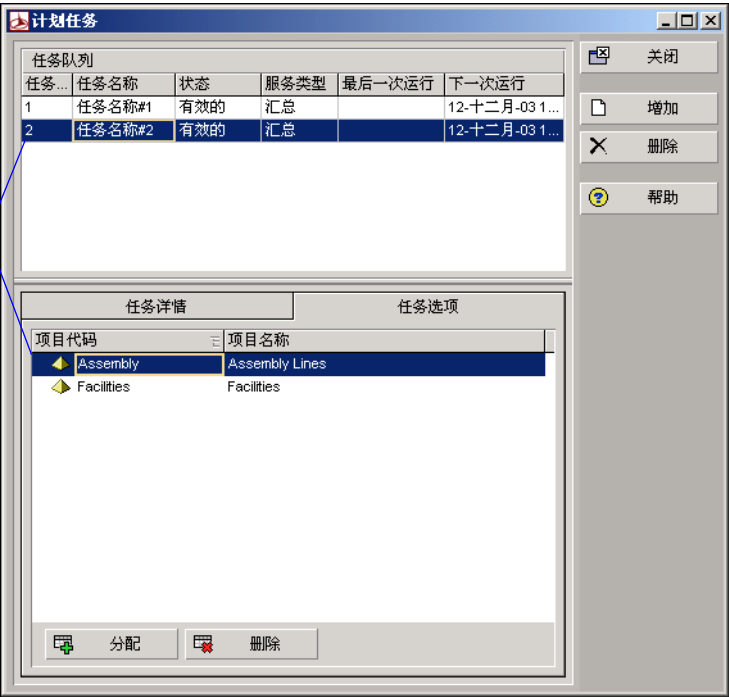 计划任务
关闭
增加
删除
帮助
任务队列
任务... 任务名称 状态 服务类型 最后一次运行 下一次运行
1 任务名称#1 有效的 汇总 12-十二月-03 1...
2 任务名称#2 有效的 汇总 12-十二月-03 1...
任务详情 任务选项
项目代码 项目名称
Assembly Assembly Lines
Facilities Facilities
分配 删除